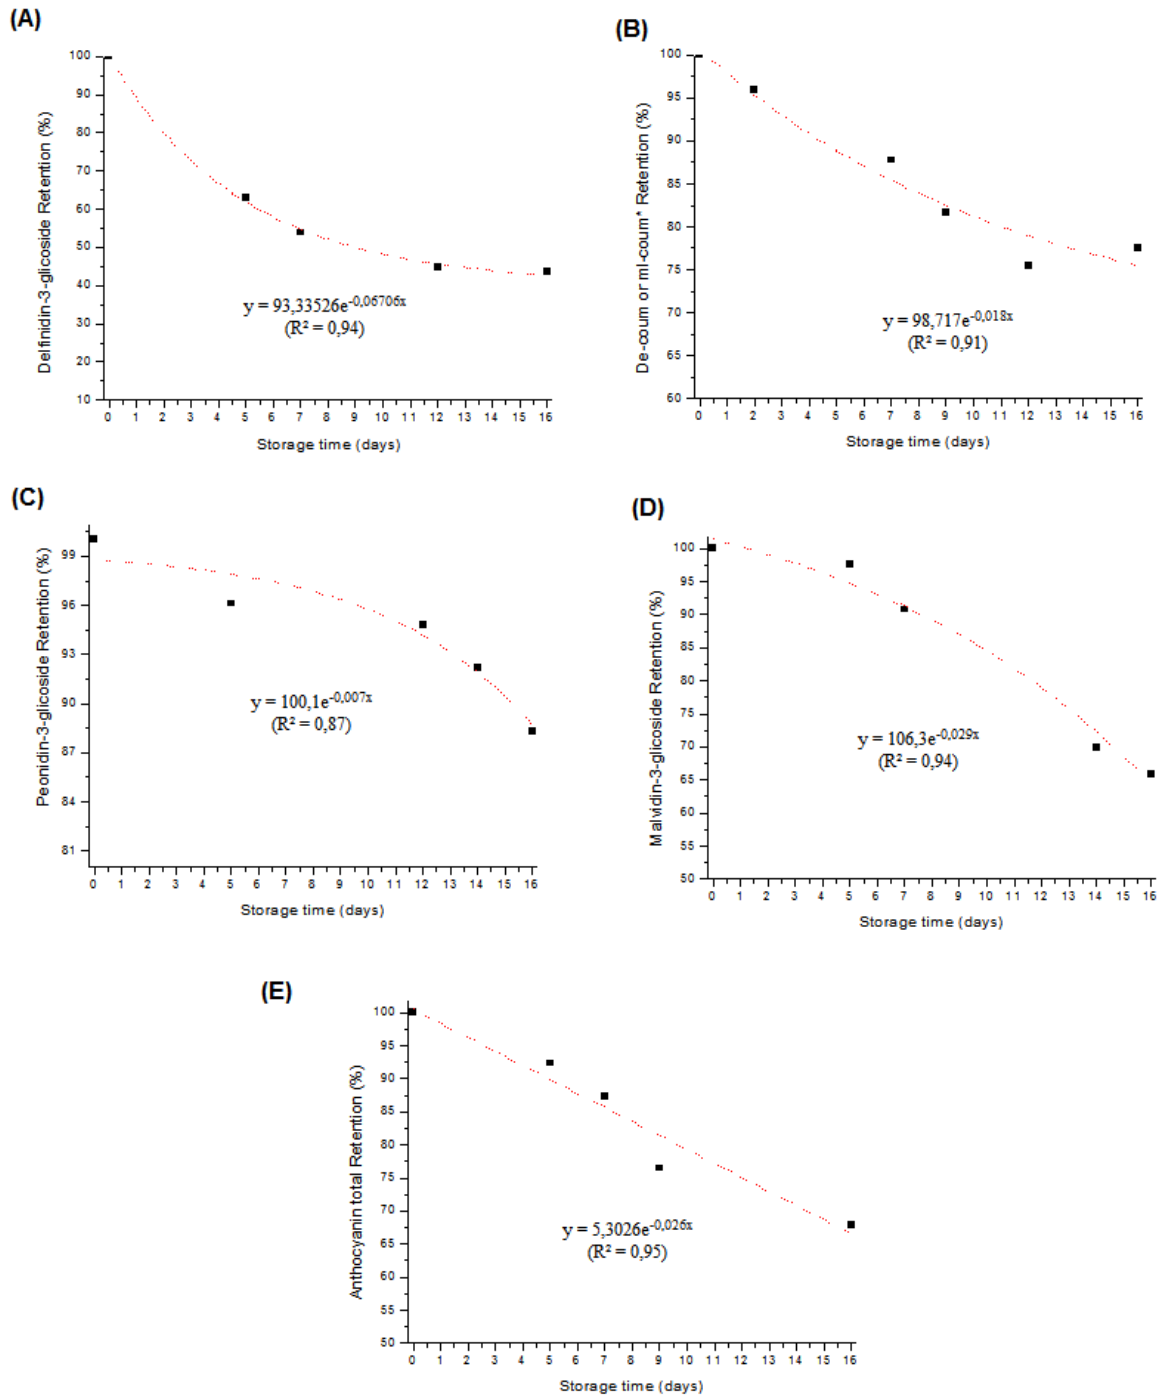 (A)
Delfinidin-3-glicoside Retention (%)
100
90
80
70
60
50
40
30
20
10
y = 93,33526e-0,06706x
(R² = 0,94)
0 1 2 3 4 5 6 7 8 9 10 11 12 13 14 15 16
Storage time (days)
(B)
De-coum or ml-coum* Retention (%)
100
95
90
85
80
75
70
65
60
y = 98,717e-0,018x
(R² = 0,91)
0 1 2 3 4 5 6 7 8 9 10 11 12 13 14 15 16
Storage time (days)
(C)
Peonidin-3-glicoside Retention (%)
99
96
93
90
87
84
81
y = 100,1e-0,007x
(R² = 0,87)
0 1 2 3 4 5 6 7 8 9 10 11 12 13 14 15 16
Storage time (days)
(D)
Malvidin-3-glicoside Retention (%)
100
95
90
85
80
75
70
65
60
55
50
y = 106,3e-0,029x
(R² = 0,94)
0 1 2 3 4 5 6 7 8 9 10 11 12 13 14 15 16
Storage time (days)
(E)
Anthocyanin total Retention (%)
100
95
90
85
80
75
70
65
60
55
50
y = 5,3026e-0,026x
(R² = 0,95)
0 1 2 3 4 5 6 7 8 9 10 11 12 13 14 15 16
Storage time (days)